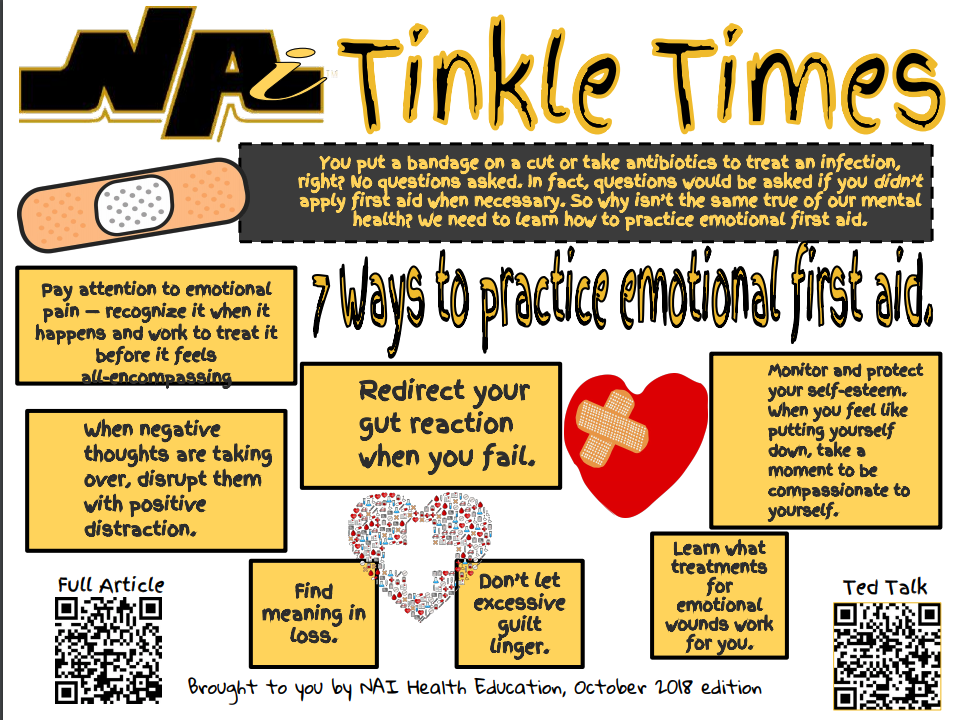 NAi
Tinkle Times
You put a bandage on a cut or take antibiotics to treat an infection,
right? No questions asked. In fact, questions would be asked if you didn't
apply first aid when necessary. So why isn't the same true of our mental
health? We need to learn how to practice emotional first aid.
7 Ways to practice emotional first aid.
Pay attention to emotional
pain — recognize it when it
happens and work to treat it
before it feels
all-encompassing
Redirect your
gut reaction
when you fail.
Monitor and protect
your self-esteem.
When you feel like
putting yourself
down, take a
moment to be
compassionate to
yourself.
When negative
thoughts are taking
over, disrupt them
with positive
distraction.
Find
meaning in
loss.
Don't let
excessive
guilt
linger.
Learn what
treatments
for
emotional
wounds work
for you.
Full Article
Ted Talk
Brought to you by NAI Health Education, October 2018 edition